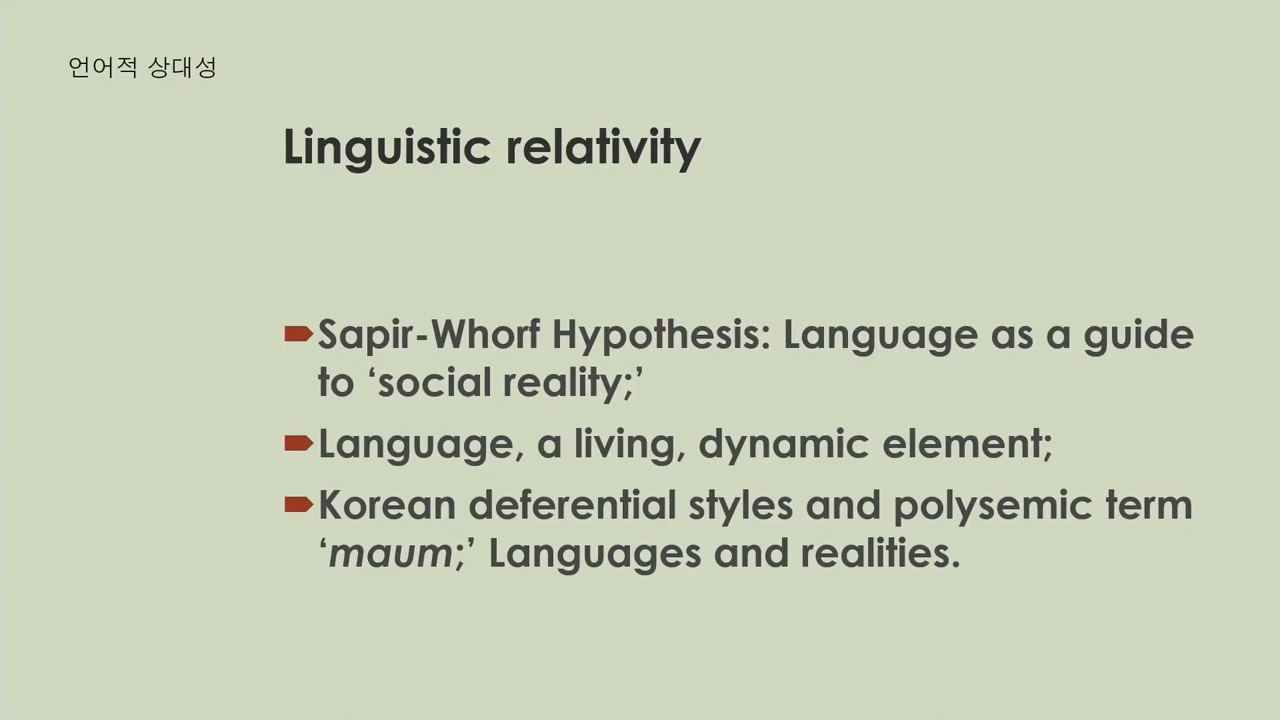 언어적 상대성
Linguistic relativity
Sapir-Whorf Hypothesis: Language as a guide
to ‘social reality;’
Language, a living, dynamic element;
Korean deferential styles and polysemic term
‘maum;’ Languages and realities.